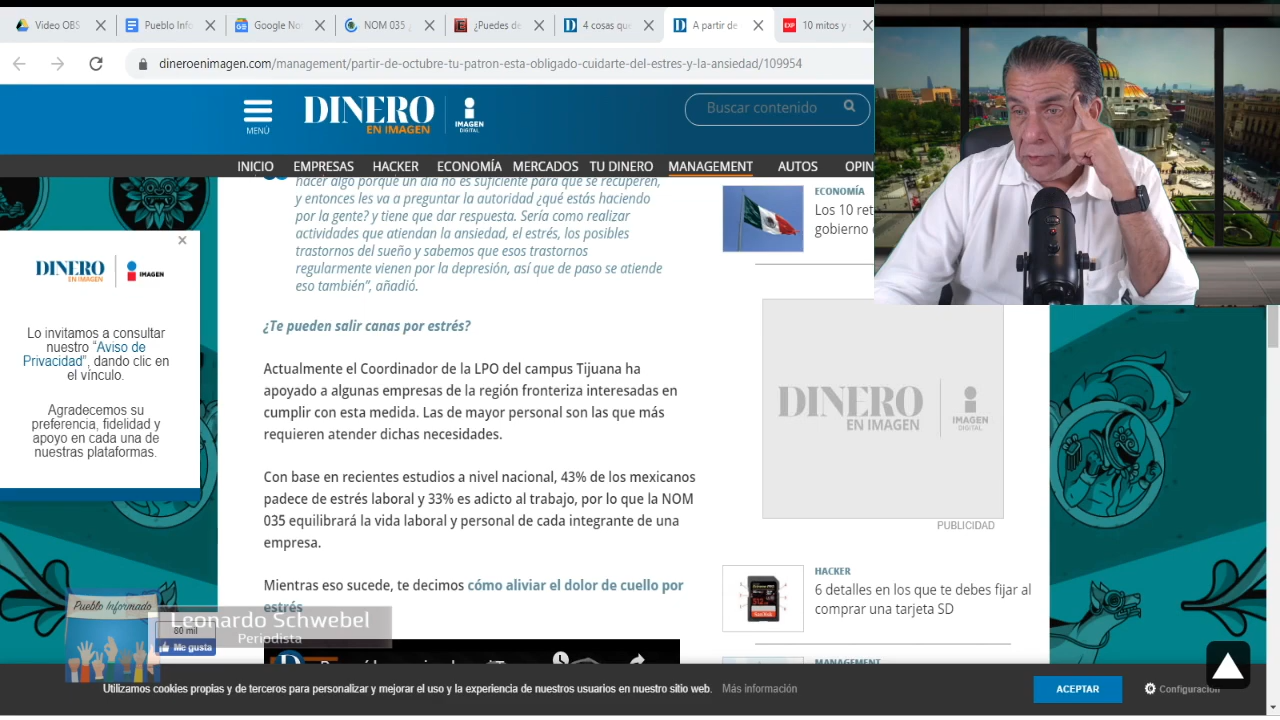 Video OBS
Pueblo Info
Google No
NOM 035 ¿
¿Puedes de
4 cosas que
A partir de
10 mitos y
dineroenimagen.com/management/partir-de-octubre-tu-patron-esta-obligado-cuidarte-del-estres-y-la-ansiedad/109954
MENÚ
DINERO
EN IMAGEN
IMAGEN
DIGITAL
Buscar contenido
INICIO EMPRESAS HACKER ECONOMÍA MERCADOS TU DINERO MANAGEMENT AUTOS OPIN
hacer algo porque un día no es suficiente para que se recuperen,
y entonces les va a preguntar la autoridad ¿qué estás haciendo
por la gente? y tiene que dar respuesta. Sería como realizar
actividades que atiendan la ansiedad, el estrés, los posibles
trastornos del sueño y sabemos que esos trastornos
regularmente vienen por la depresión, así que de paso se atiende
eso también”, añadió.
¿Te pueden salir canas por estrés?
Actualmente el Coordinador de la LPO del campus Tijuana ha
apoyado a algunas empresas de la región fronteriza interesadas en
cumplir con esta medida. Las de mayor personal son las que más
requieren atender dichas necesidades.
Con base en recientes estudios a nivel nacional, 43% de los mexicanos
padece de estrés laboral y 33% es adicto al trabajo, por lo que la NOM
035 equilibrará la vida laboral y personal de cada integrante de una
empresa.
Mientras eso sucede, te decimos cómo aliviar el dolor de cuello por
estrés
DINERO
EN IMAGEN
IMAGEN
Lo invitamos a consultar
nuestro “Aviso de
Privacidad”, dando clic en
el vínculo.
Agradecemos su
preferencia, fidelidad y
apoyo en cada una de
nuestras plataformas.
ECONOMÍA
Los 10 ret
gobierno
DINERO
EN IMAGEN
IMAGEN
DIGITAL
PUBLICIDAD
HACKER
6 detalles en los que te debes fijar al
comprar una tarjeta SD
MANAGEMENT
Pueblo Informado
Leonardo Schwebel
Periodista
60 mil
Me gusta
Utilizamos cookies propias y de terceros para personalizar y mejorar el uso y la experiencia de nuestros usuarios en nuestro sitio web. Más información
ACEPTAR
Configuración